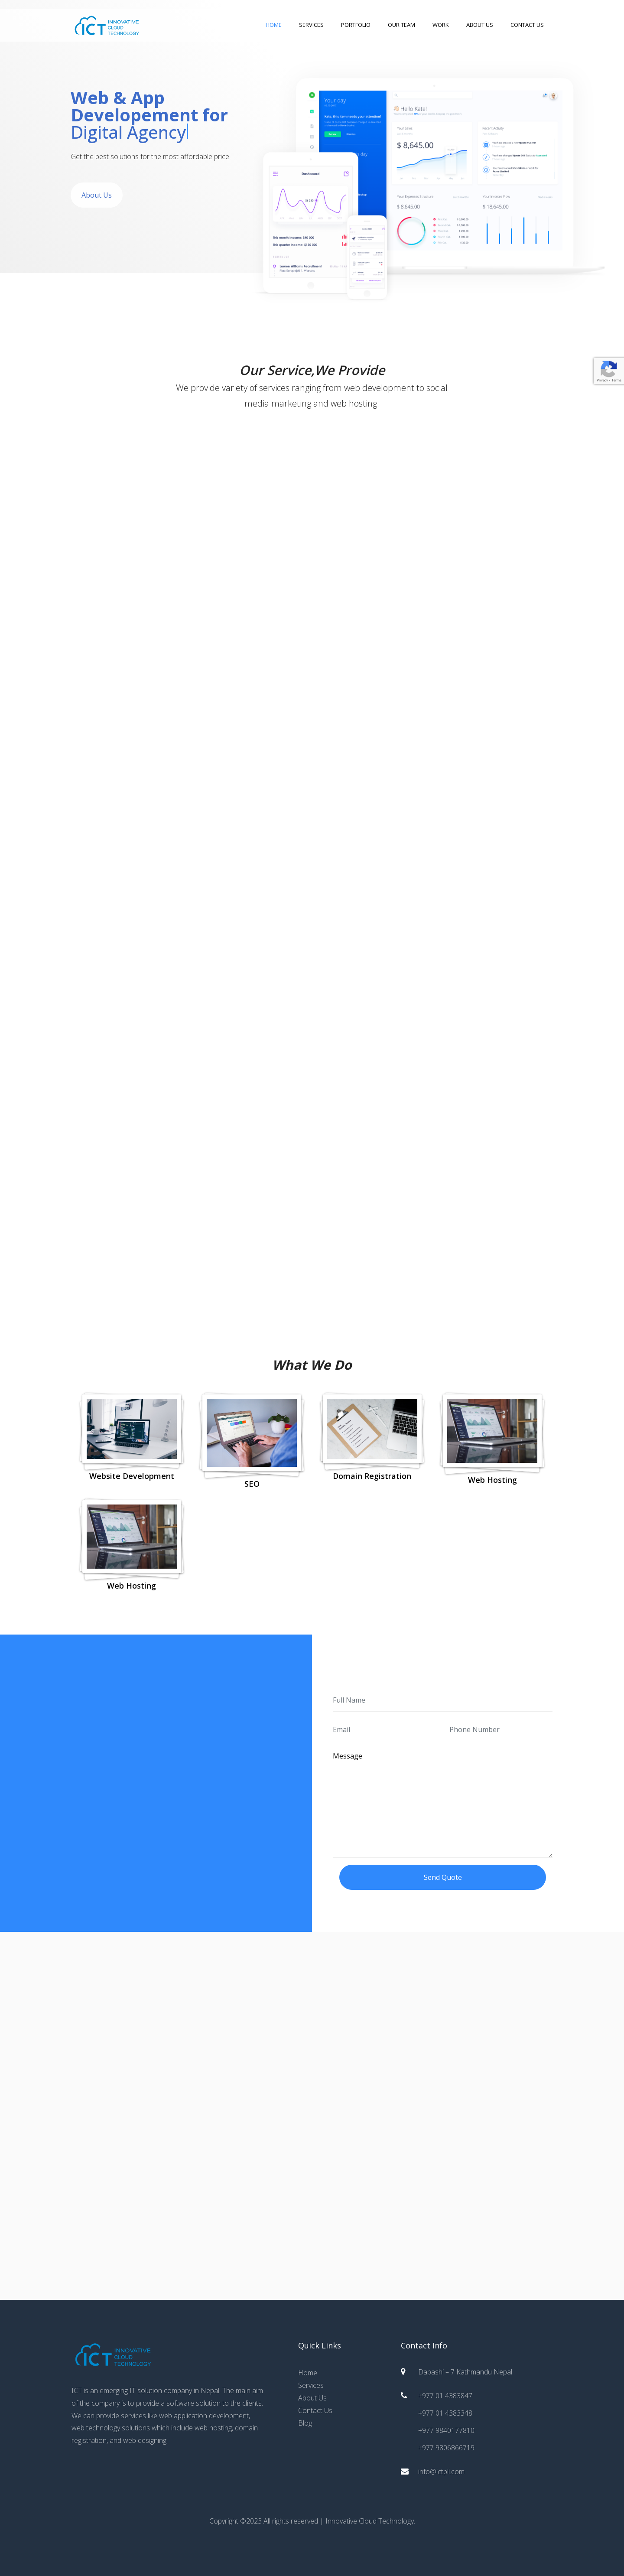 ICT INNOVATIVE
CLOUD
TECHNOLOGY
HOME SERVICES PORTFOLIO OUR TEAM WORK ABOUT US CONTACT US
Web & App
Developement for
Digital Agency
Get the best solutions for the most affordable price.
About Us
Your day
Hello Kate!
$ 8,645.00
Dashboard
$ 8,645.00
$ 18,645.00
Privacy - Terms
Our Service,We Provide
We provide variety of services ranging from web development to social
media marketing and web hosting.
What We Do
Website Development
SEO
Domain Registration
Web Hosting
Web Hosting
Full Name
Email Phone Number
Message
Send Quote
ICT INNOVATIVE
CLOUD
TECHNOLOGY
ICT is an emerging IT solution company in Nepal. The main aim
of the company is to provide a software solution to the clients.
We can provide services like web application development,
web technology solutions which include web hosting, domain
registration, and web designing.
Quick Links
Home
Services
About Us
Contact Us
Blog
Contact Info
Dapashi – 7 Kathmandu Nepal
+977 01 4383847
+977 01 4383348
+977 9840177810
+977 9806866719
info@ictpli.com
Copyright ©2023 All rights reserved | Innovative Cloud Technology.